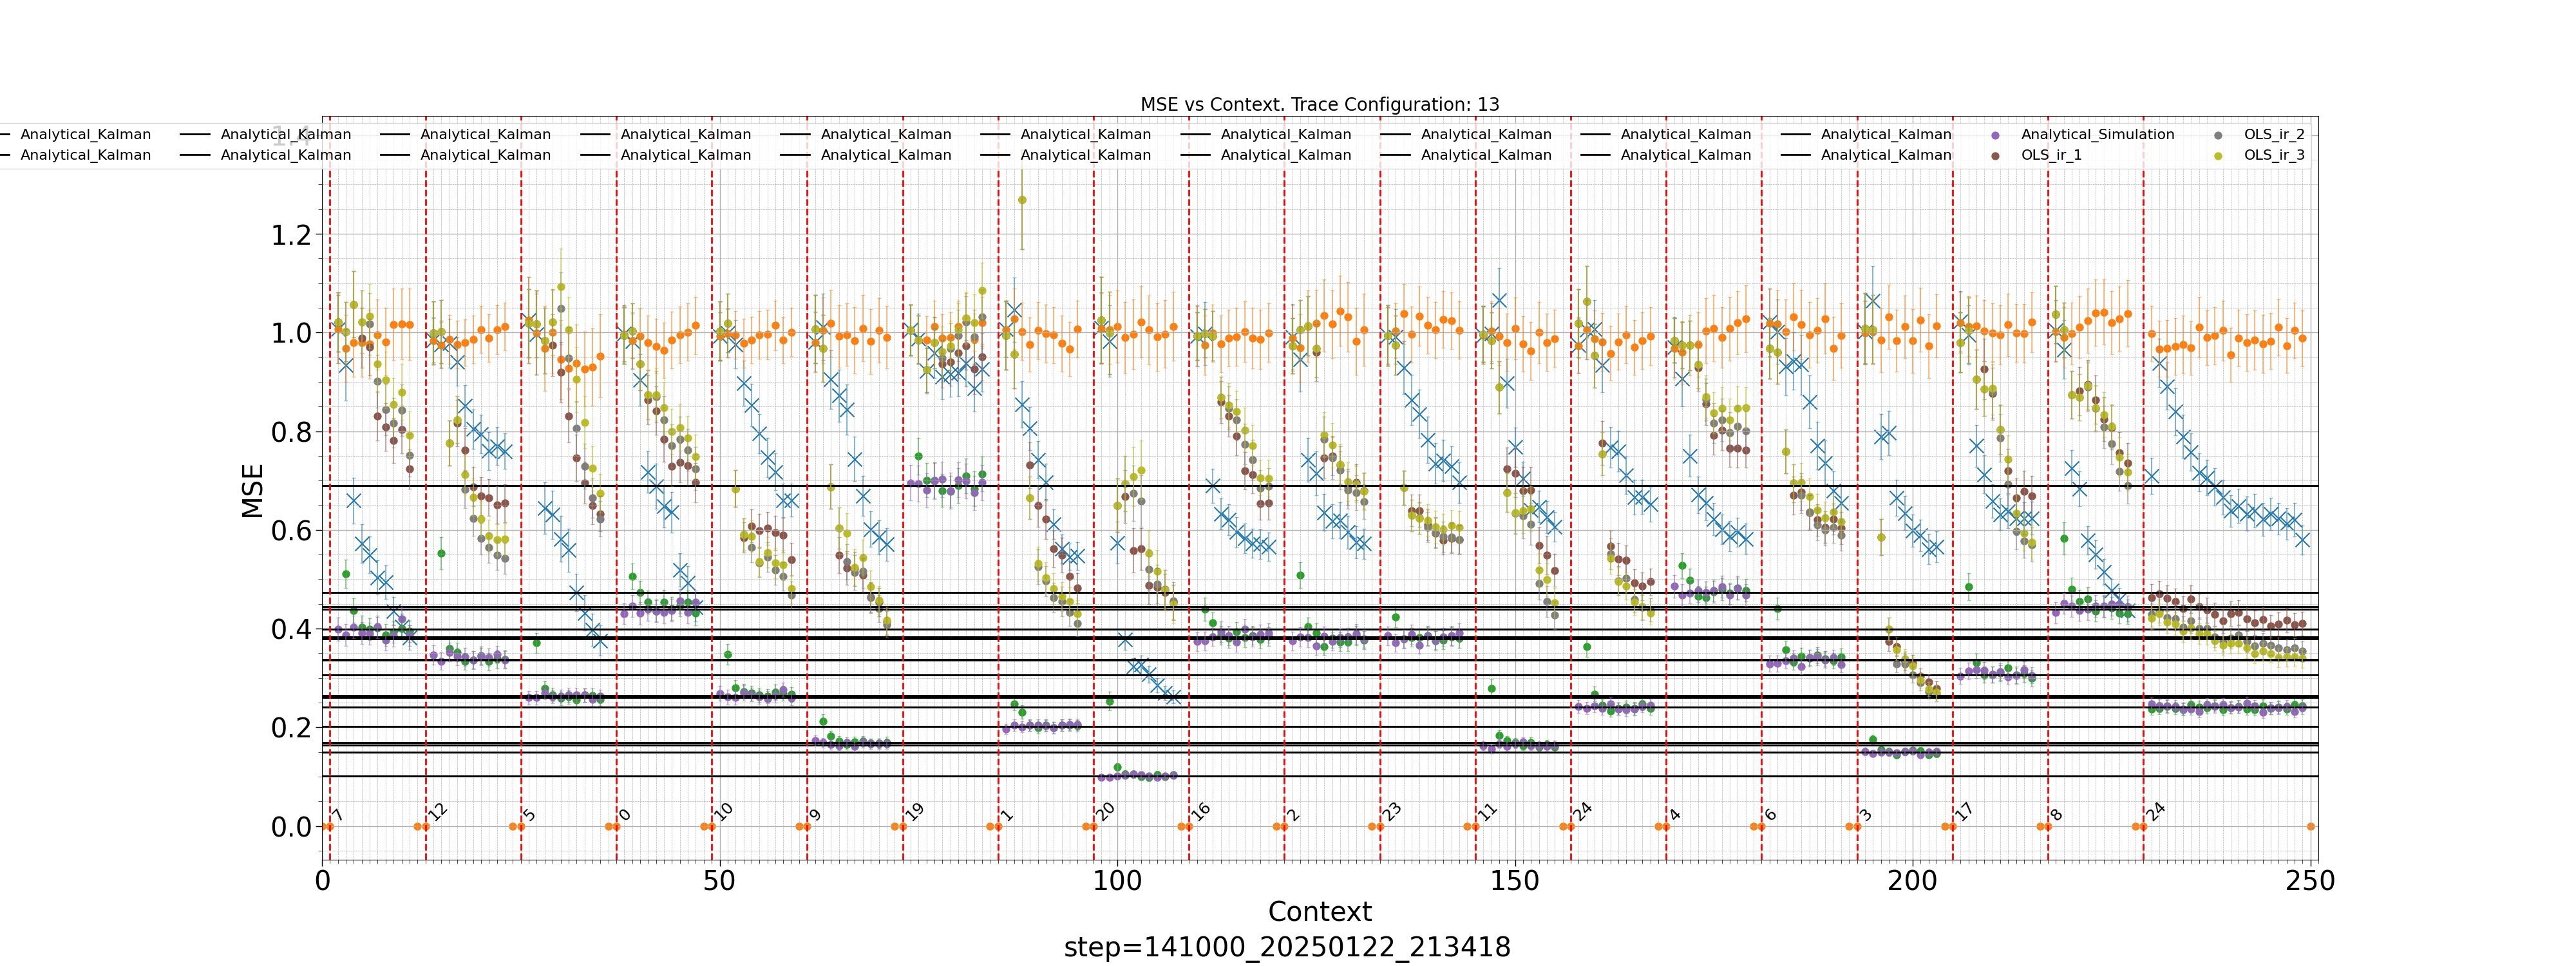 MSE vs Context. Trace Configuration: 13
Analytical_Kalman Analytical_Kalman Analytical_Kalman Analytical_Kalman Analytical_Kalman Analytical_Kalman Analytical_Kalman Analytical_Kalman Analytical_Kalman Analytical_Kalman Analytical_Simulation OLS_ir_2
Analytical_Kalman Analytical_Kalman Analytical_Kalman Analytical_Kalman Analytical_Kalman Analytical_Kalman Analytical_Kalman Analytical_Kalman Analytical_Kalman Analytical_Kalman OLS_ir_1 OLS_ir_3
1.4
1.2
1.0
0.8
0.6
0.4
0.2
0.0
MSE
7 12 5 0 10 9 19 1 20 16 2 23 11 24 4 6 3 17 8 24
0 50 100 150 200 250
Context
step=141000_20250122_213418